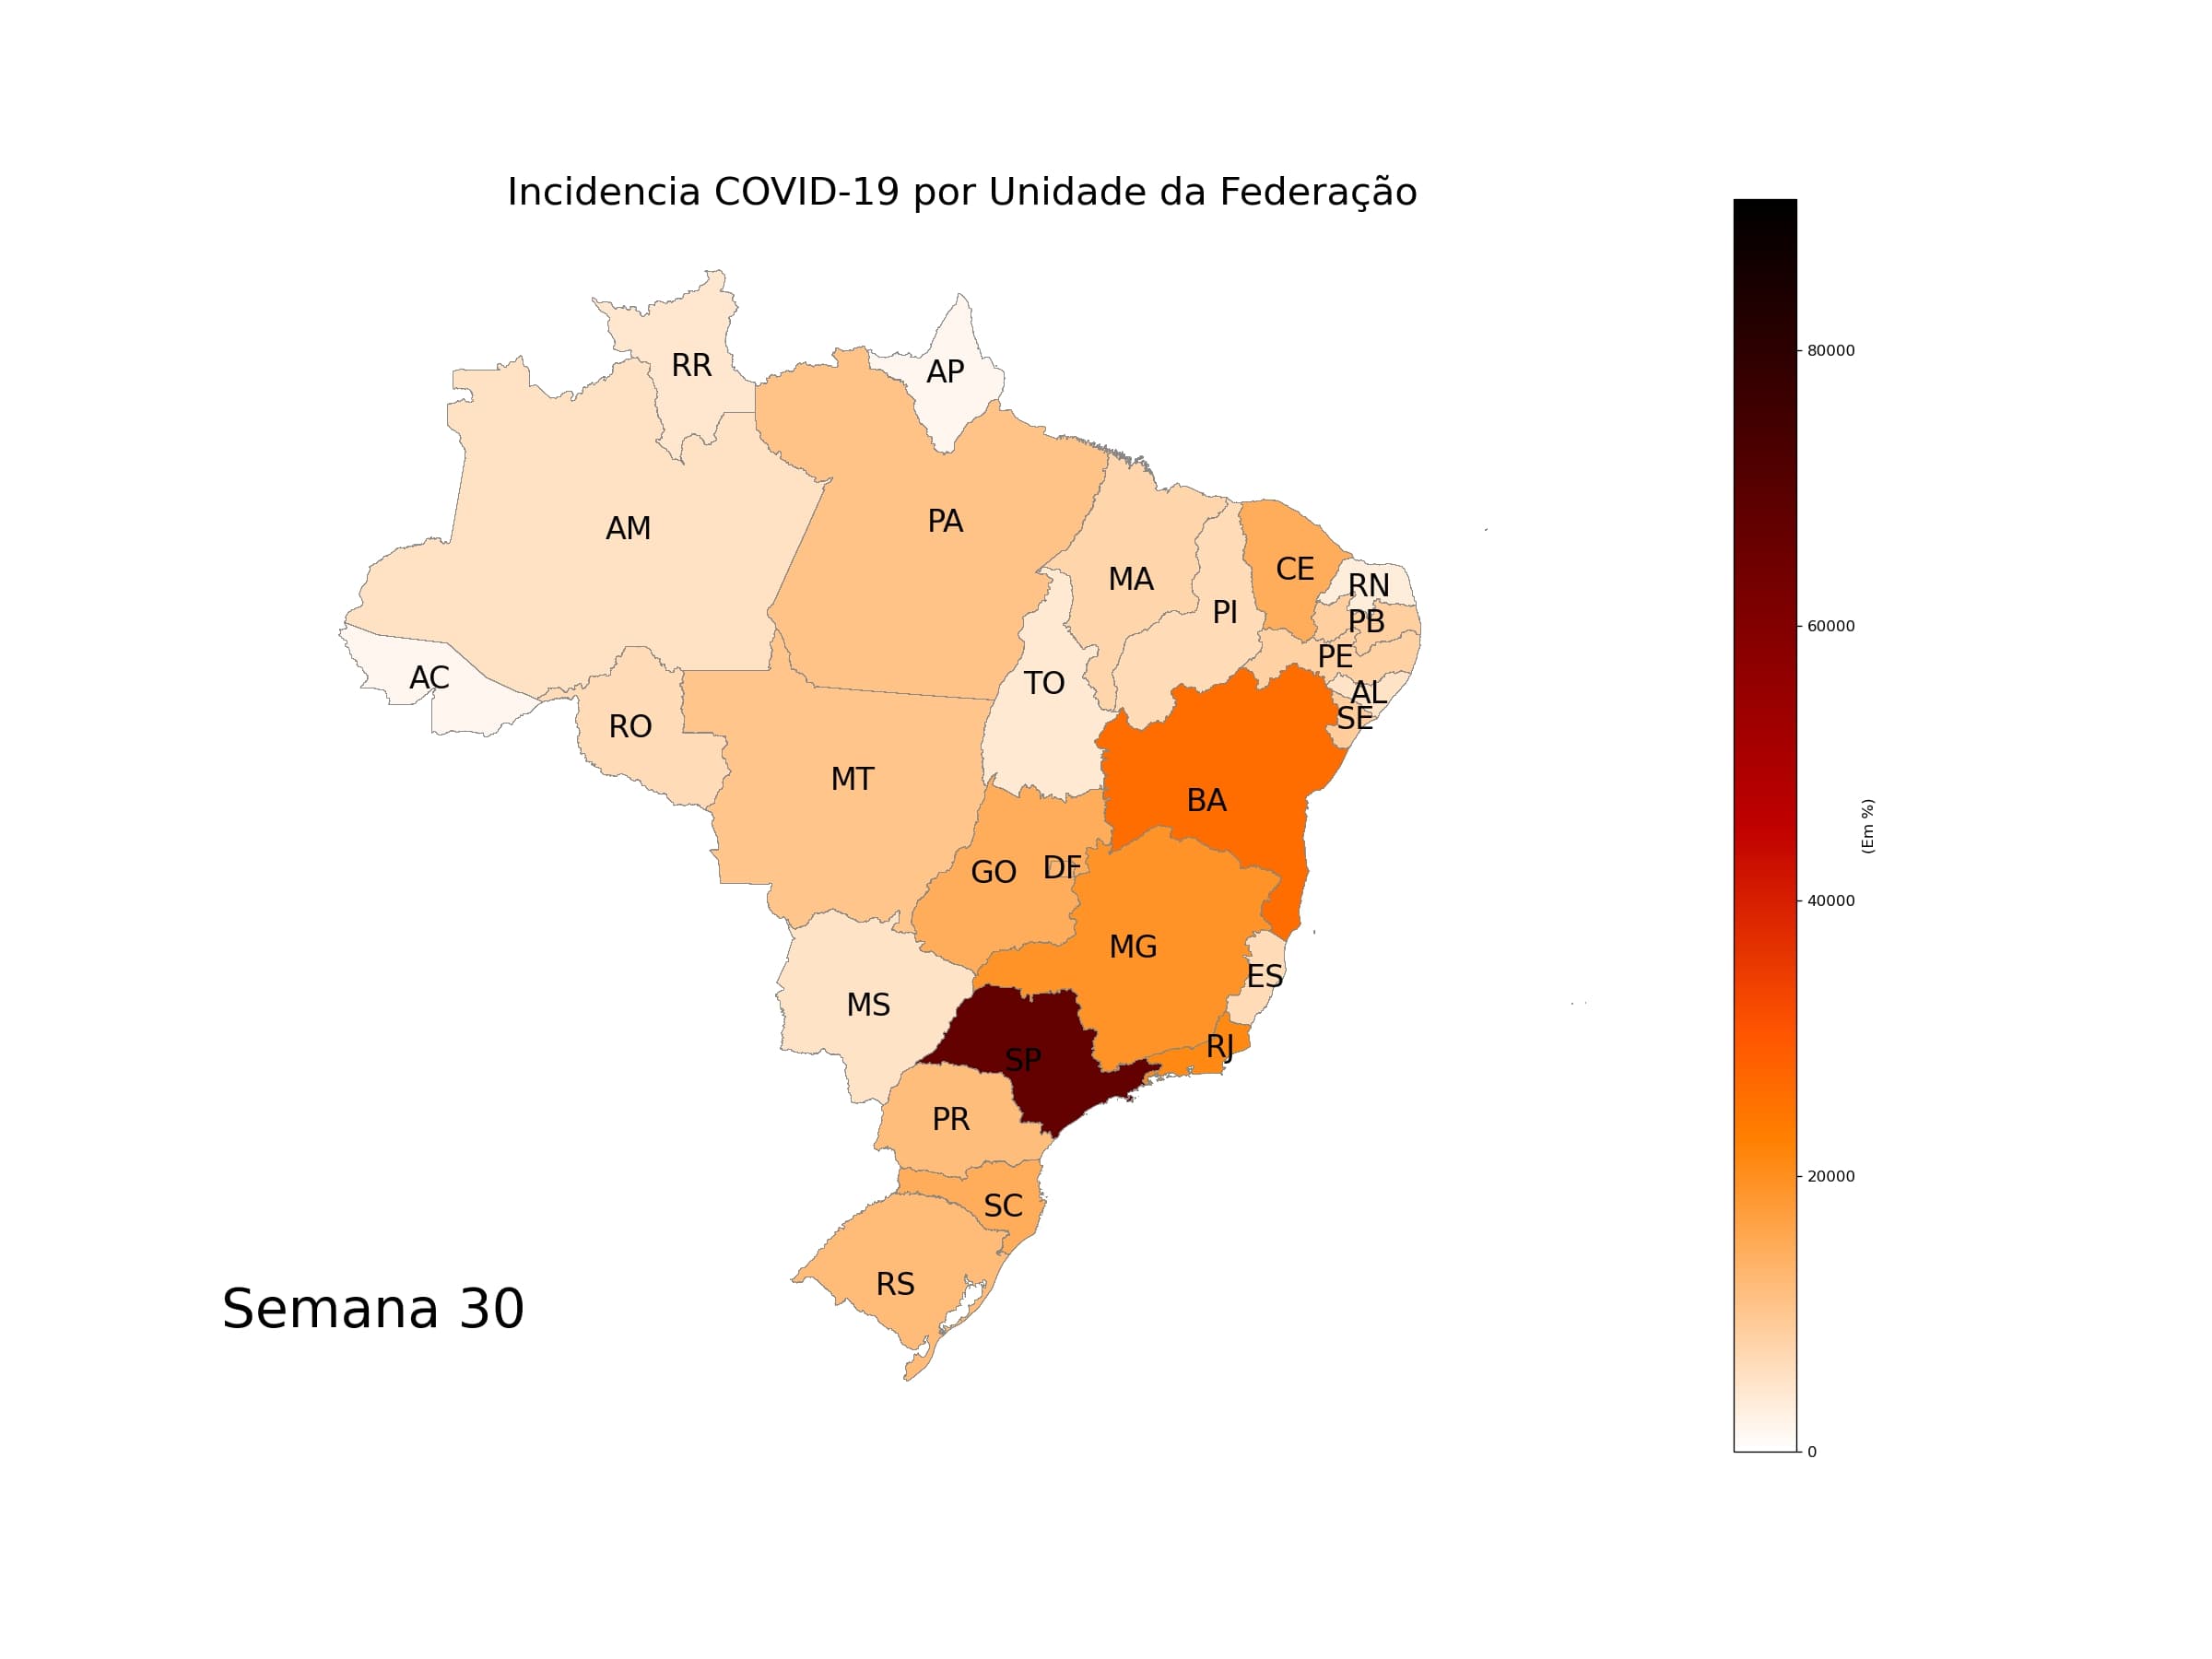 Incidencia COVID-19 por Unidade da Federação
RR
AP
AM
PA
MA
CE
RN
PI
PB
PE
AC
TO
AL
SE
RO
MT
BA
GO
DF
MG
ES
MS
RJ
SP
PR
SC
RS
Semana 30
80000
60000
(Em %)
40000
20000
0